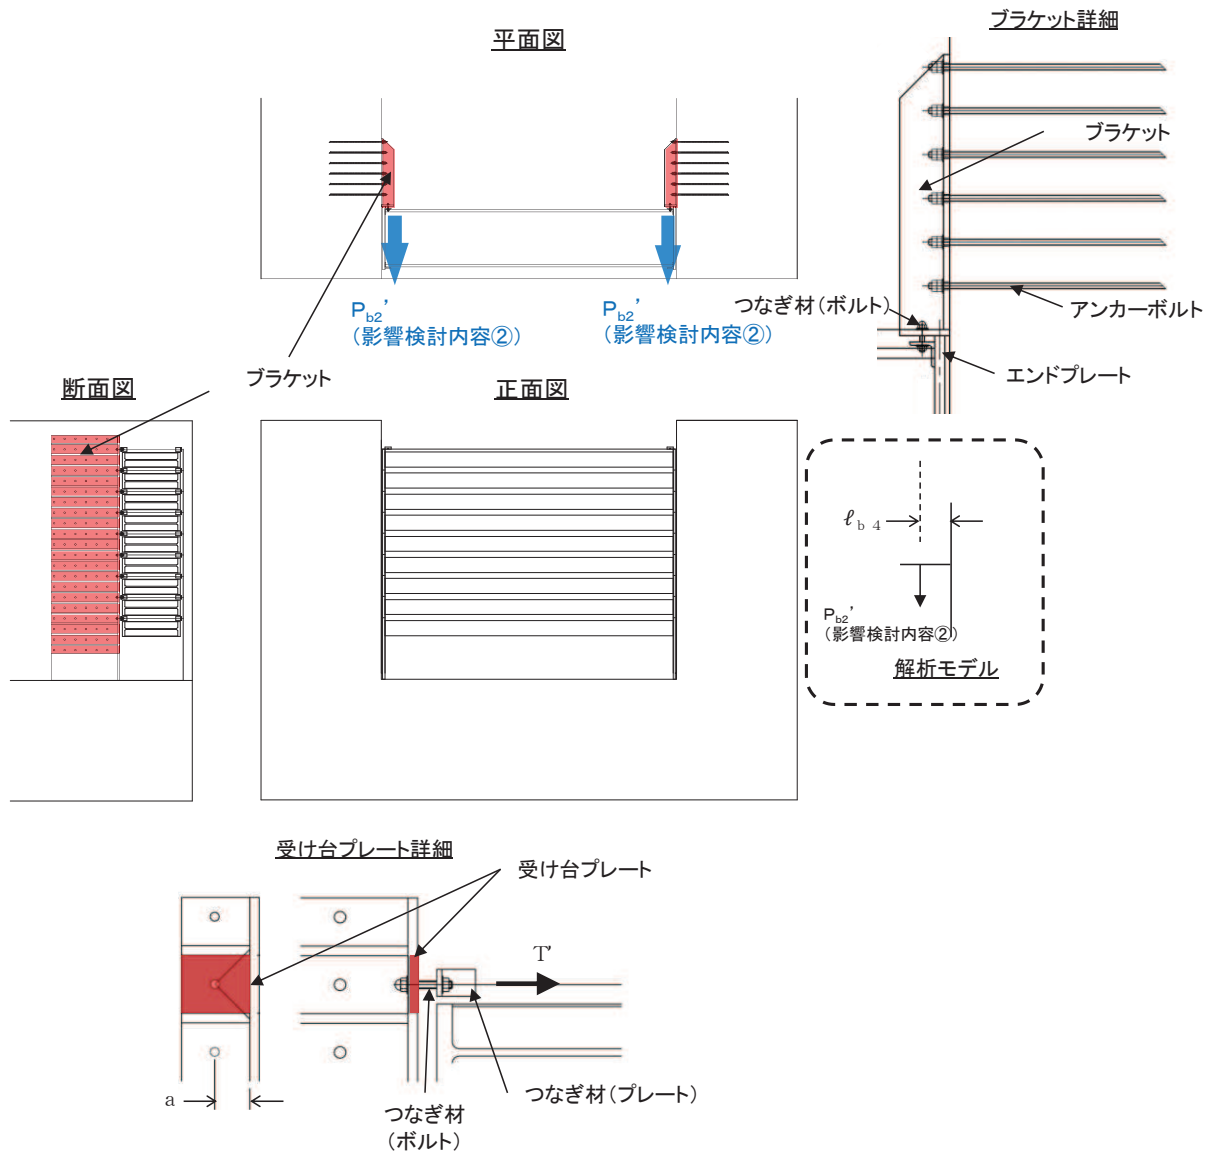 平面図
ブラケット詳細
ブラケット
つなぎ材(ボルト)
アンカーボルト
エンドプレート
Pb2’
(影響検討内容②)
Pb2’
(影響検討内容②)
ブラケット
断面図
正面図
ℓb4
Pb2’
(影響検討内容②)
解析モデル
受け台プレート詳細
受け台プレート
T’
a
つなぎ材(プレート)
つなぎ材
(ボルト)